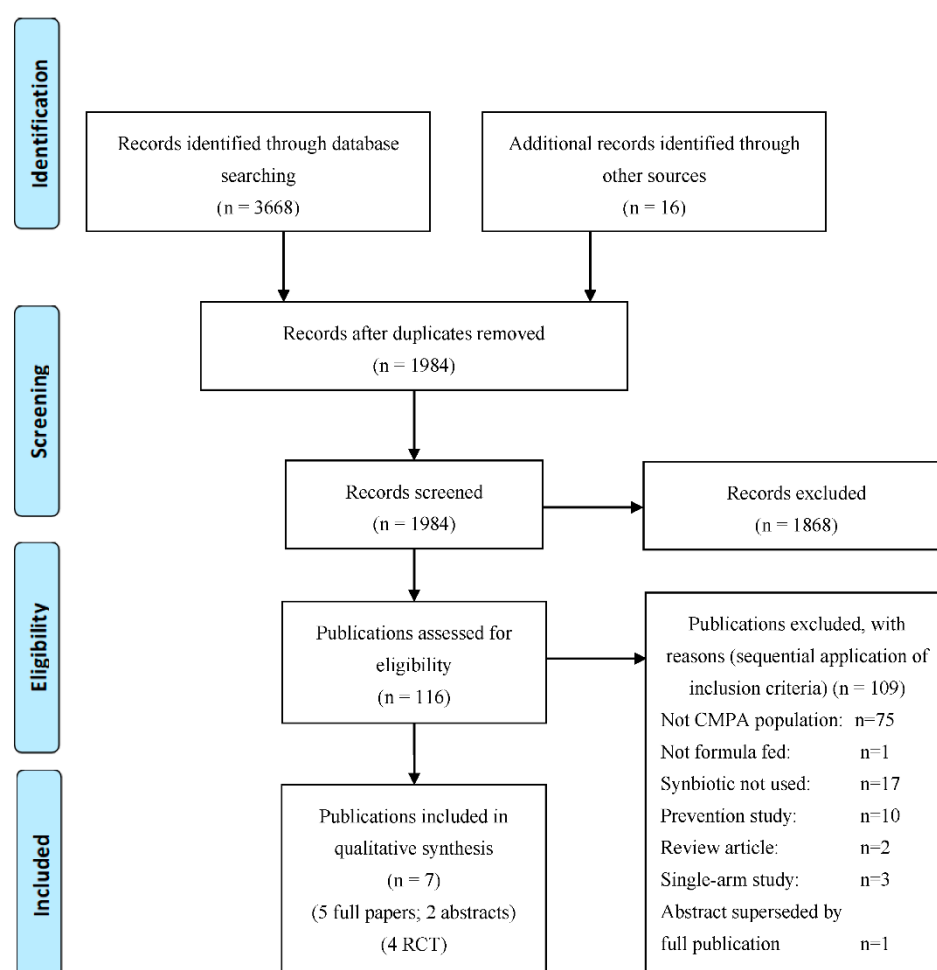 Identification
Records identified through database
searching
(n = 3668)
Additional records identified through
other sources
(n = 16)
Screening
Records after duplicates removed
(n = 1984)
Records screened
(n = 1984)
Records excluded
(n = 1868)
Eligibility
Publications assessed for
eligibility
(n = 116)
Publications excluded, with
reasons (sequential application of
inclusion criteria) (n = 109)
Not CMPA population: n=75
Not formula fed: n=1
Synbiotic not used: n=17
Prevention study: n=10
Review article: n=2
Single-arm study: n=3
Abstract superseded by
full publication n=1
Included
Publications included in
qualitative synthesis
(n = 7)
(5 full papers; 2 abstracts)
(4 RCT)